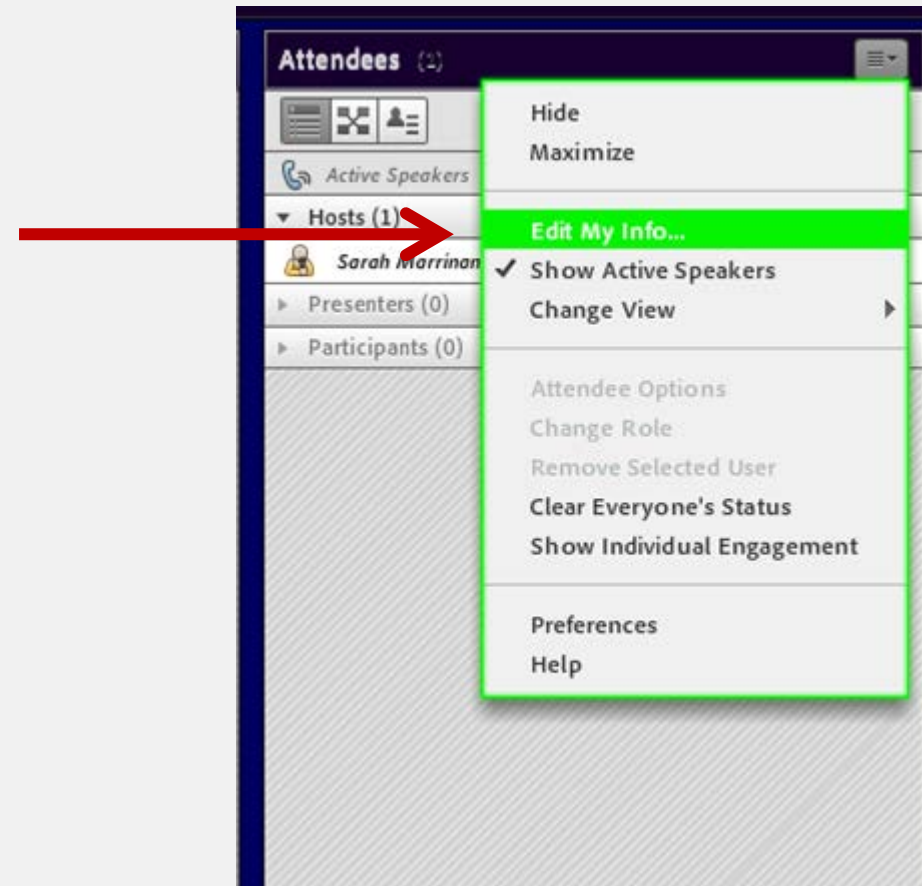 Attendees (1)
Active Speakers
Hosts (1)
Sarah Marrinan
Presenters (0)
Participants (0)
Hide
Maximize
Edit My Info...
✓ Show Active Speakers
Change View
Attendee Options
Change Role
Remove Selected User
Clear Everyone's Status
Show Individual Engagement
Preferences
Help